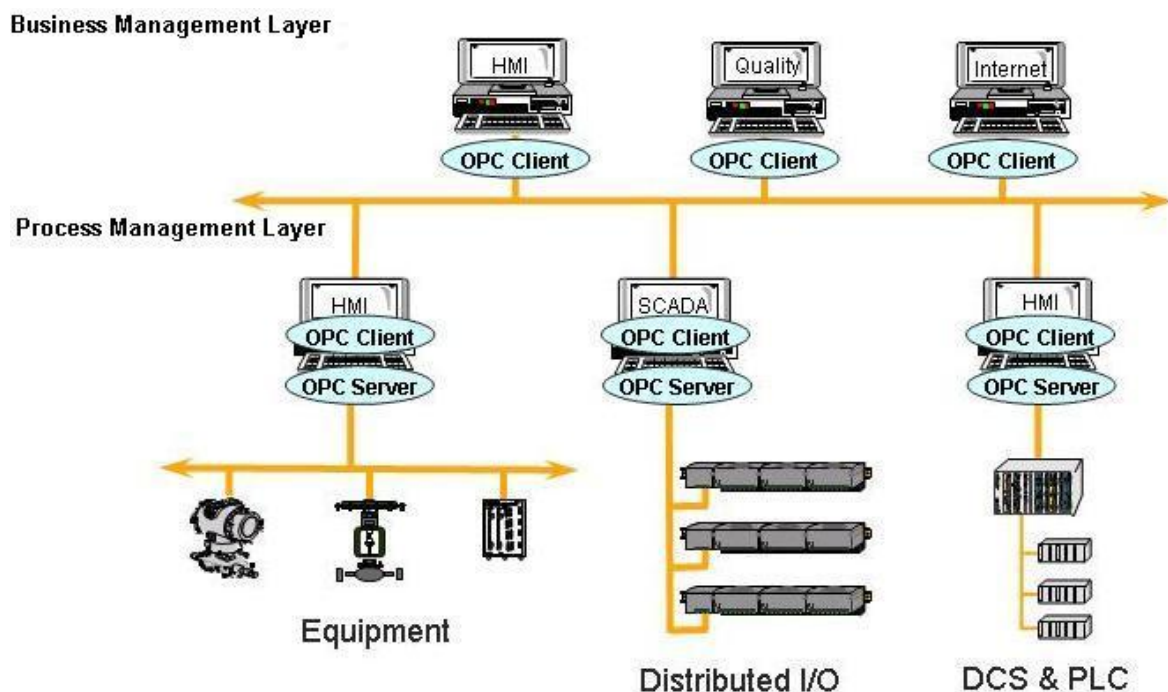 Business Management Layer
HMI
Quality
Internet
OPC Client
OPC Client
OPC Client
Process Management Layer
HMI
SCADA
HMI
OPC Client
OPC Client
OPC Client
OPC Server
OPC Server
OPC Server
Equipment
Distributed I/O
DCS & PLC